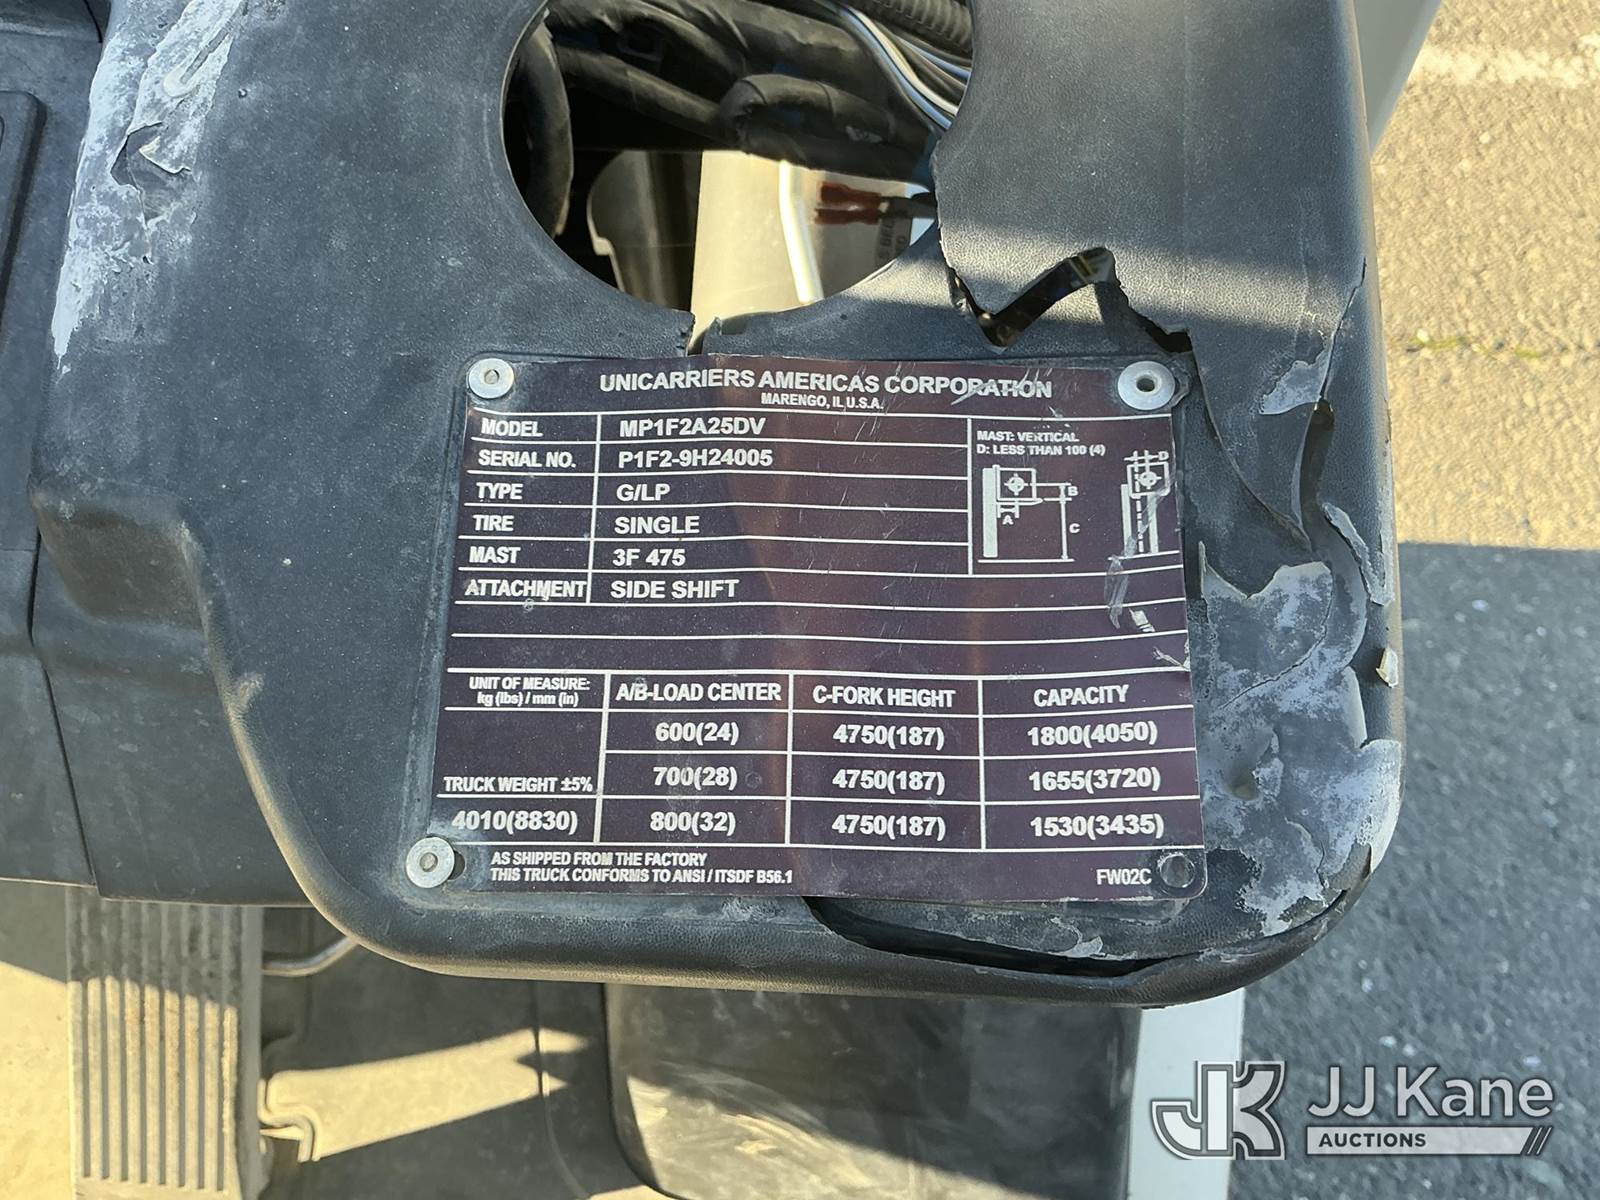 UNICARRIERS AMERICAS CORPORATION
MARENGO, IL U.S.A.
MODEL MP1F2A25DV
SERIAL NO. P1F2-9H24005
TYPE G/LP
TIRE SINGLE
MAST 3F 475
ATTACHMENT SIDE SHIFT
MAST: VERTICAL
D: LESS THAN 100 (4)
D
B
A
C
UNIT OF MEASURE:
kg (lbs) / mm (in)
A/B-LOAD CENTER C-FORK HEIGHT CAPACITY
600(24) 4750(187) 1800(4050)
700(28) 4750(187) 1655(3720)
TRUCK WEIGHT ±5%
4010(8830) 800(32) 4750(187) 1530(3435)
AS SHIPPED FROM THE FACTORY
THIS TRUCK CONFORMS TO ANSI / ITSDF B56.1
FW02C
JK JJ Kane
AUCTIONS